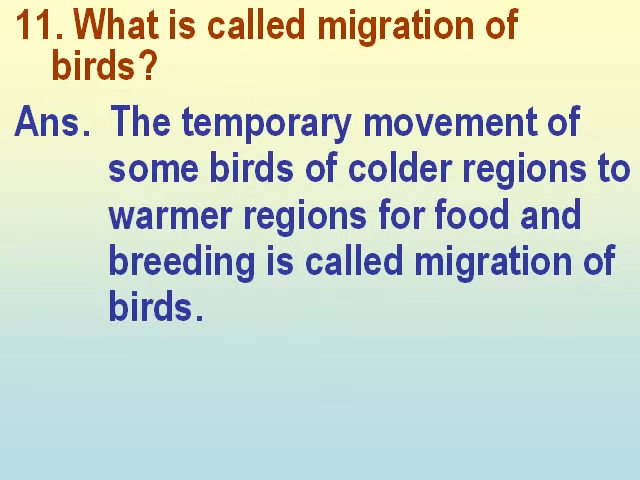 11. What is called migration of
birds?
Ans. The temporary movement of
some birds of colder regions to
warmer regions for food and
breeding is called migration of
birds.